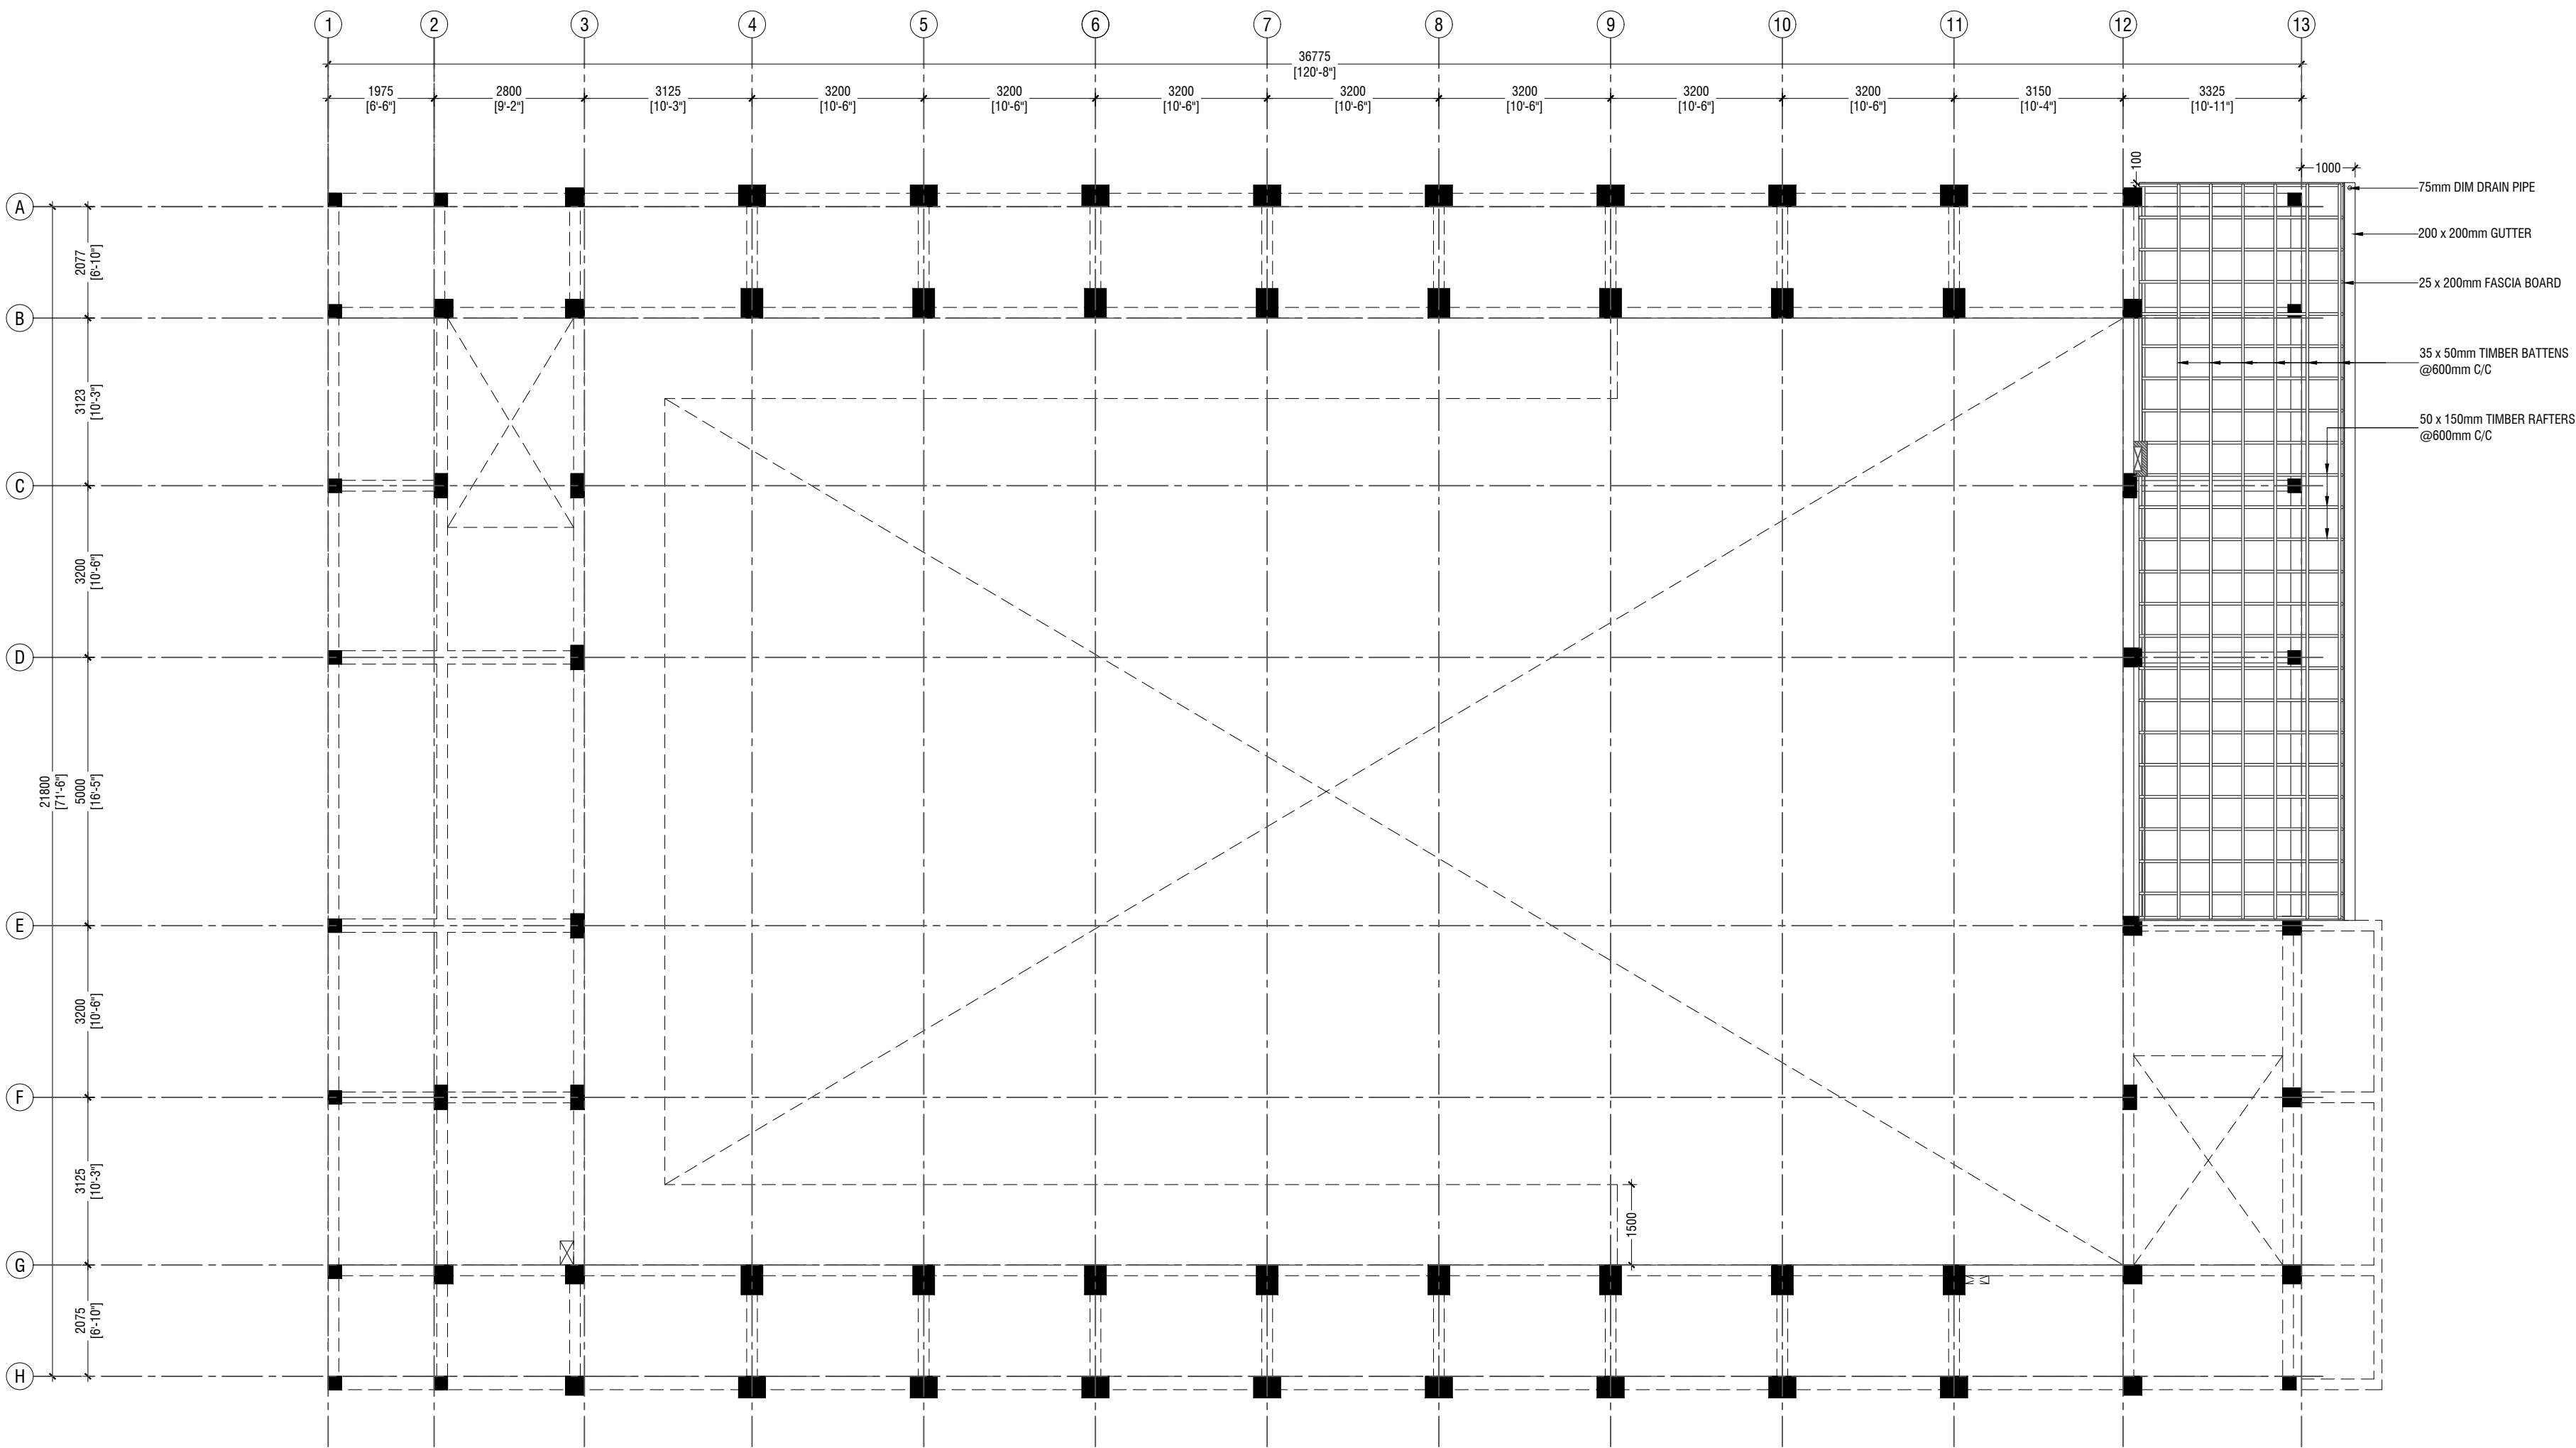 1 2 3 4 5 6 7 8 9 10 11 12 13
36775
[120'-8"]
1975 2800 3125 3200 3200 3200 3200 3200 3200 3200 3150 3325
[6'-6"] [9'-2"] [10'-3"] [10'-6"] [10'-6"] [10'-6"] [10'-6"] [10'-6"] [10'-6"] [10'-6"] [10'-4"] [10'-11"]
100
1000
75mm DIM DRAIN PIPE
200 x 200mm GUTTER
25 x 200mm FASCIA BOARD
35 x 50mm TIMBER BATTENS
@600mm C/C
50 x 150mm TIMBER RAFTERS
@600mm C/C
A
2077
[6'-10"]
B
3123
[10'-3"]
C
3200
[10'-6"]
D
21800
[71'-6"]
5000
[16'-5"]
E
3200
[10'-6"]
F
3125
[10'-3"]
1500
G
2075
[6'-10"]
H